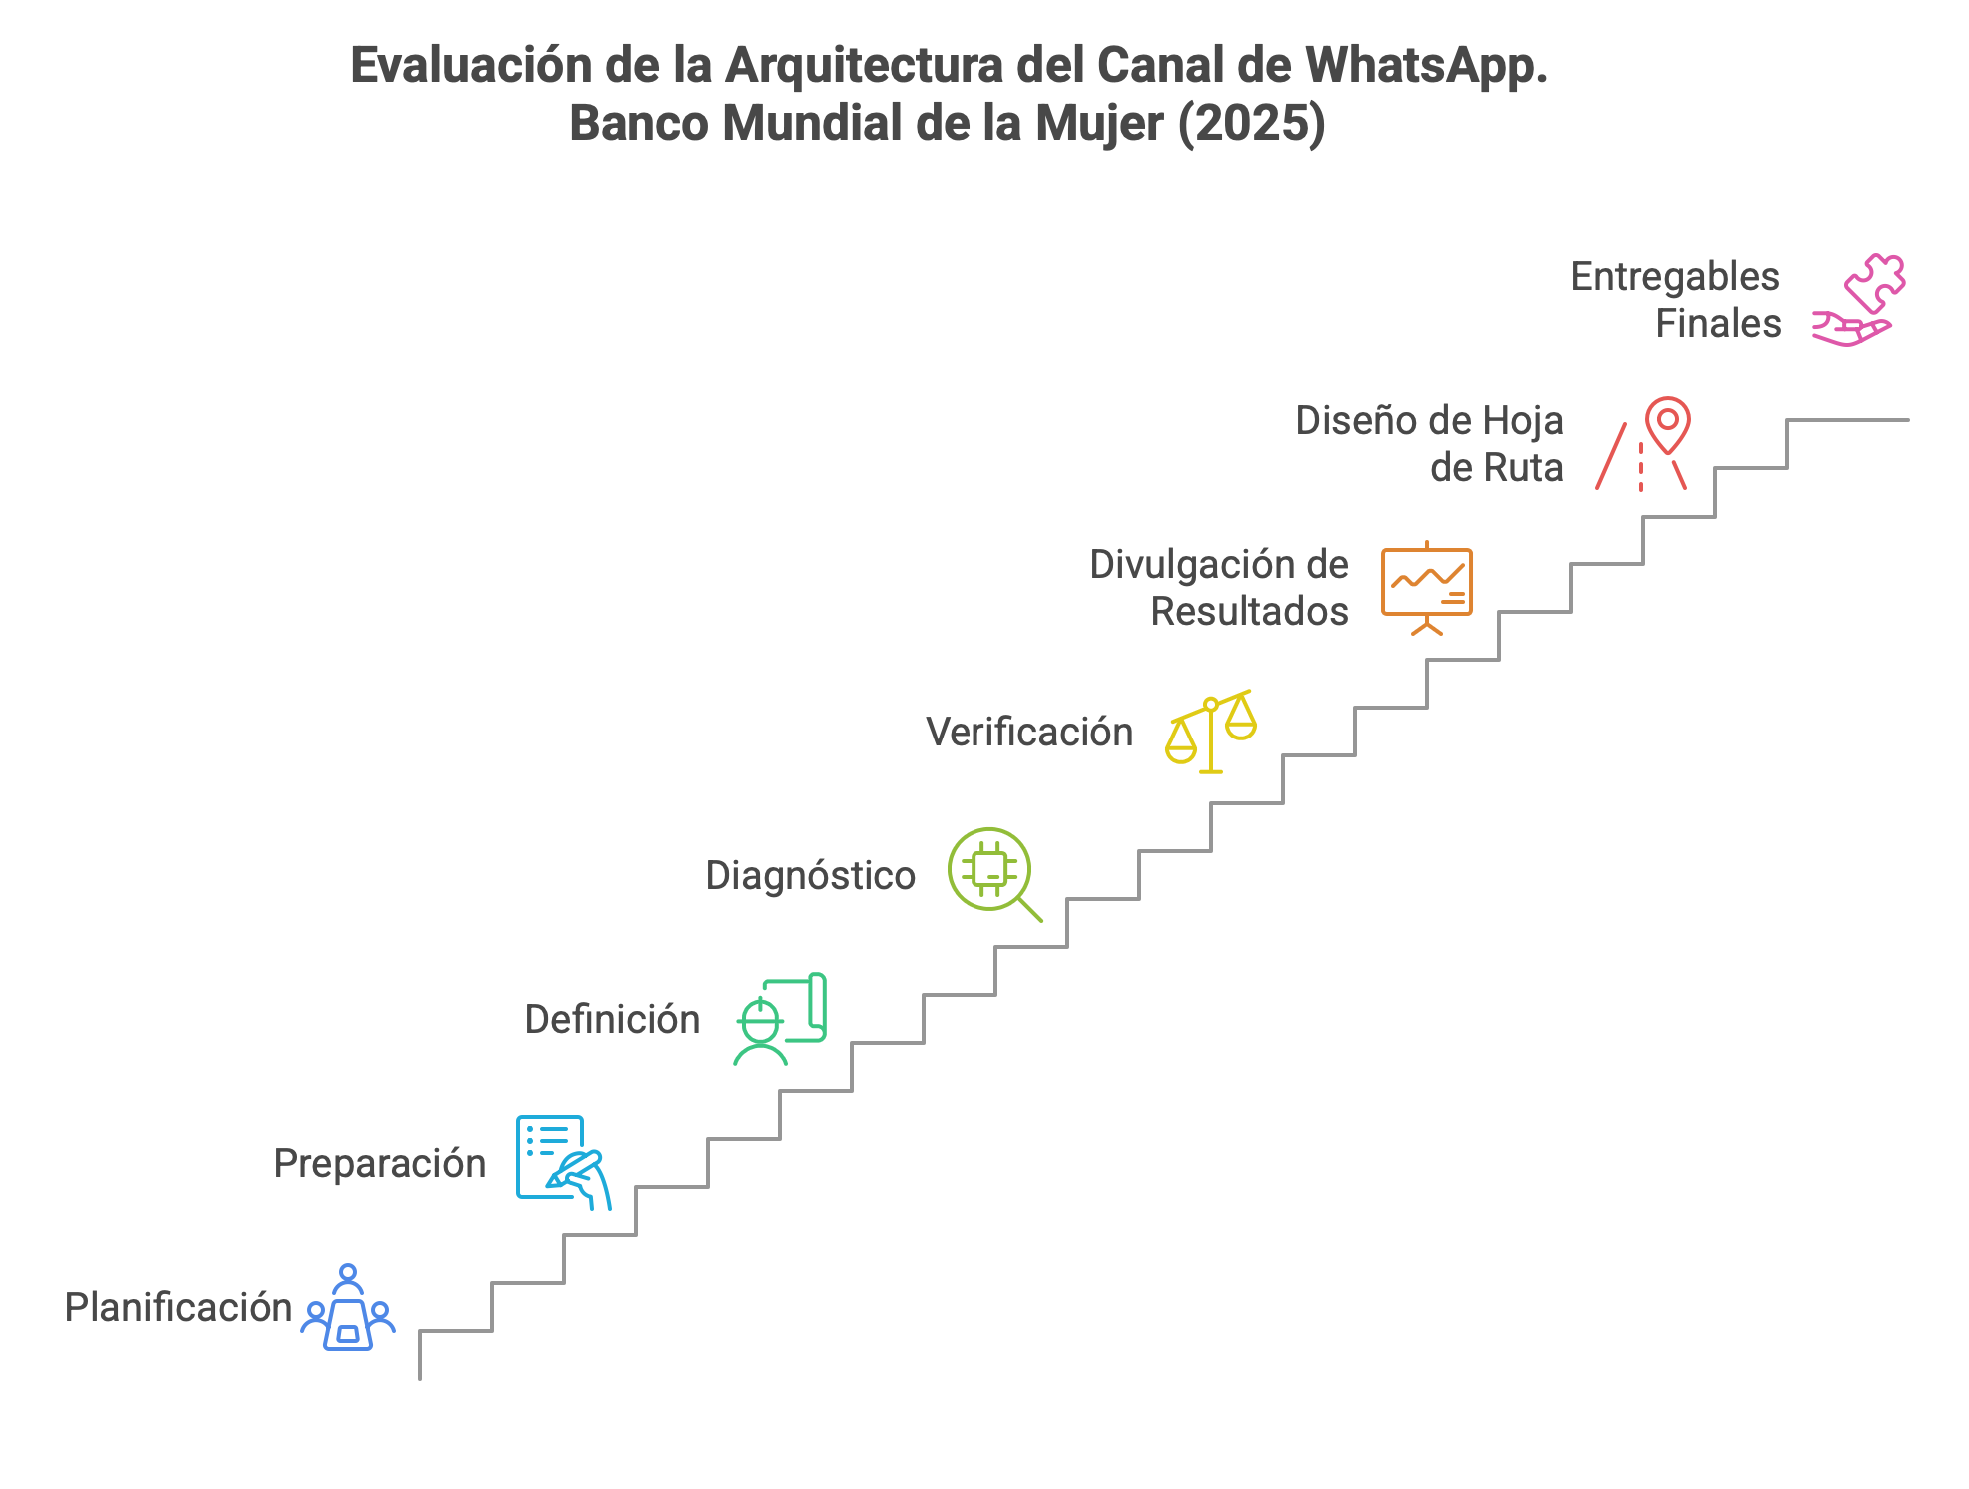 Evaluación de la Arquitectura del Canal de WhatsApp.
Banco Mundial de la Mujer (2025)
Entregables
Finales
Diseño de Hoja
de Ruta
Divulgación de
Resultados
Verificación
Diagnóstico
Definición
Preparación
Planificación